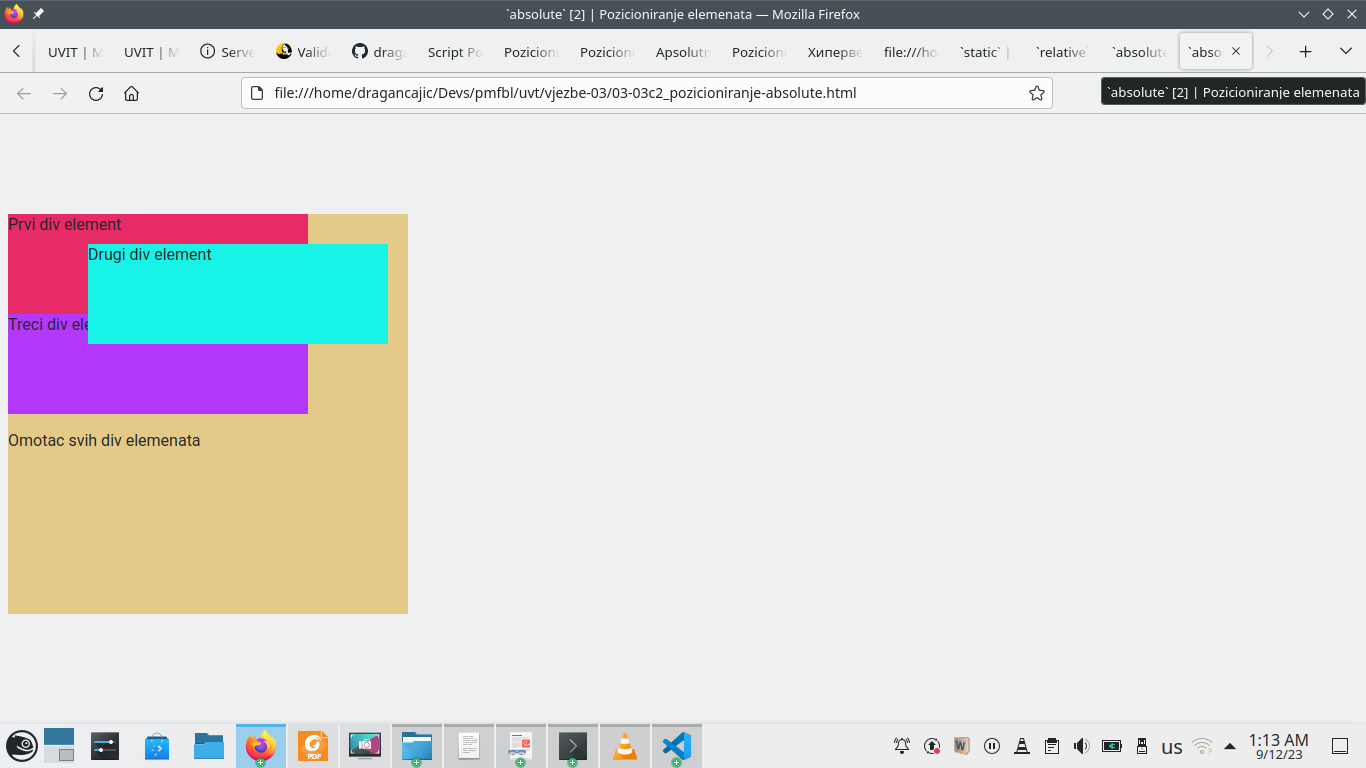 `absolute` [2] | Pozicioniranje elemenata — Mozilla Firefox
UVIT | M
UVIT | M
Serve
Valid
draga
Script Po
Pozicion
Pozicioni
Apsolutn
Pozicioni
Хиперве
file:///ho
`static` |
`relative`
`absolute
`abso
file:///home/dragancajic/Devs/pmfbl/uvt/vjezbe-03/03-03c2_pozicioniranje-absolute.html
`absolute` [2] | Pozicioniranje elemenata
Prvi div element
Drugi div element
Treci div ele
Omotac svih div elemenata
PDF
us
1:13 AM
9/12/23